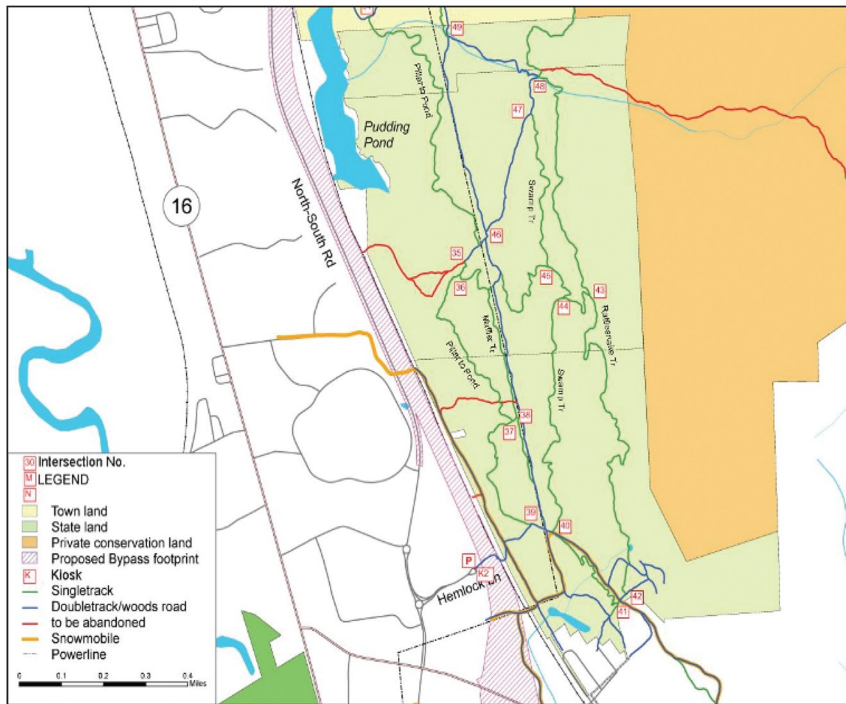 49
48
47
Pillar to Pond
Pudding
Pond
North-South Rd
16
Swamp Tr
46
35
36
45
44
43
Rattlesnake Tr
Pillar to Pond
Swamp Tr
38
37
39
40
P
K2
Hemlock Ln
42
41
30 Intersection No.
M LEGEND
N
Town land
State land
Private conservation land
Proposed Bypass footprint
K Kiosk
Singletrack
Doubletrack/woods road
to be abandoned
Snowmobile
Powerline
0 0.1 0.2 0.3 0.4
Miles